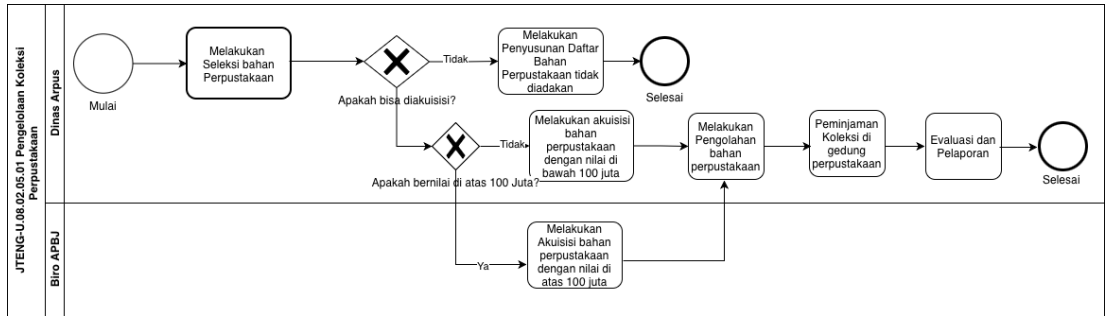 JTENG-U.08.02.05.01 Pengelolaan Koleksi
Perpustakaan
Dinas Arpus
Mulai
Melakukan
Seleksi bahan
Perpustakaan
Apakah bisa diakuisisi?
Tidak
Melakukan
Penyusunan Daftar
Bahan
Perpustakaan tidak
diadakan
Selesai
Apakah bernilai di atas 100 Juta?
Tidak
Melakukan akuisisi
bahan
perpustakaan
dengan nilai di
bawah 100 juta
Melakukan
Pengolahan
bahan
perpustakaan
Peminjaman
Koleksi di
gedung
perpustakaan
Evaluasi dan
Pelaporan
Selesai
Biro APBJ
Ya
Melakukan
Akuisisi bahan
perpustakaan
dengan nilai di
atas 100 juta